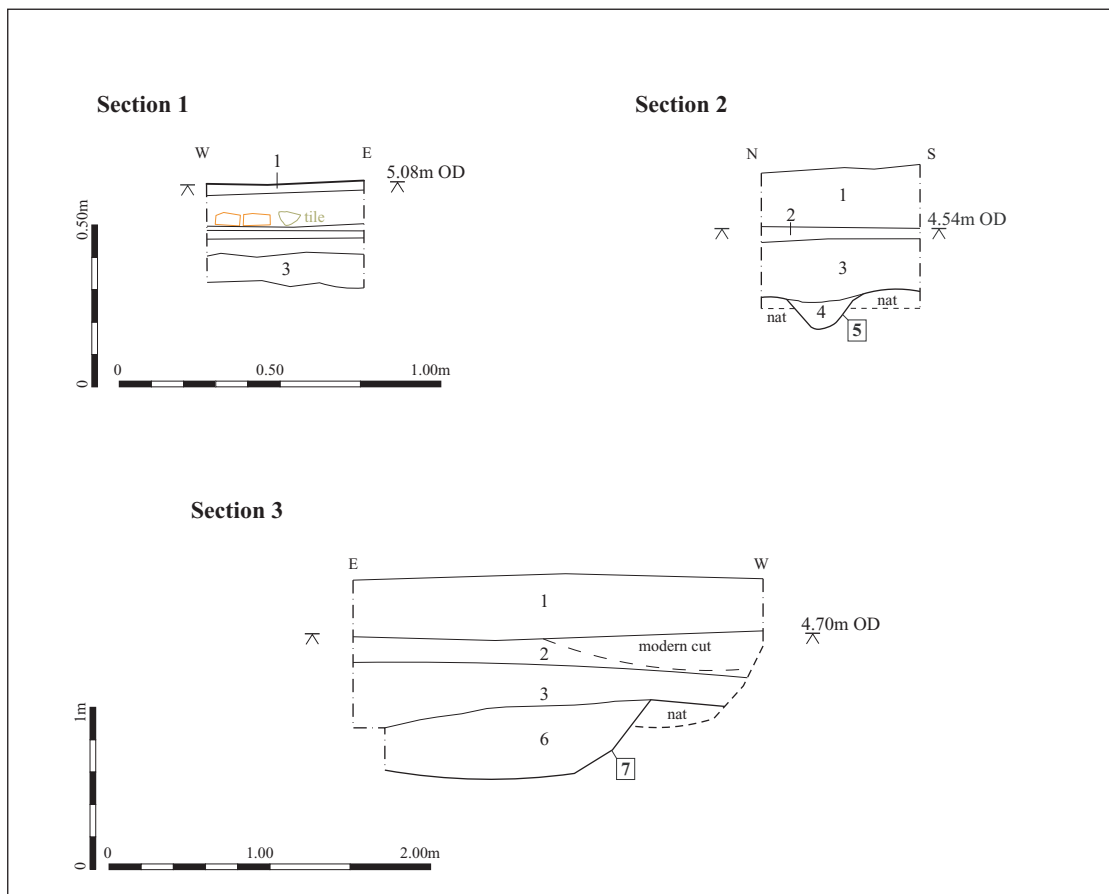 Section 1
W
E
1
5.08m OD
tile
3
0.50m
0
0
0.50
1.00m
Section 2
N
S
1
2
4.54m OD
3
nat
4
nat
5
Section 3
E
W
1
4.70m OD
2
modern cut
3
nat
6
7
1m
0
0
1.00
2.00m